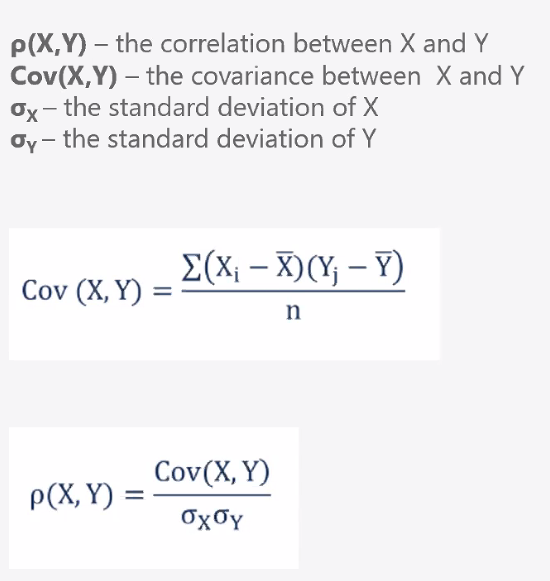 ρ(X,Y) – the correlation between X and Y
Cov(X,Y) – the covariance between X and Y
σX – the standard deviation of X
σY – the standard deviation of Y
Cov (X, Y) = Σ(Xi – X̅)(Yj – Y̅) / n
ρ(X, Y) = Cov(X, Y) / σXσY